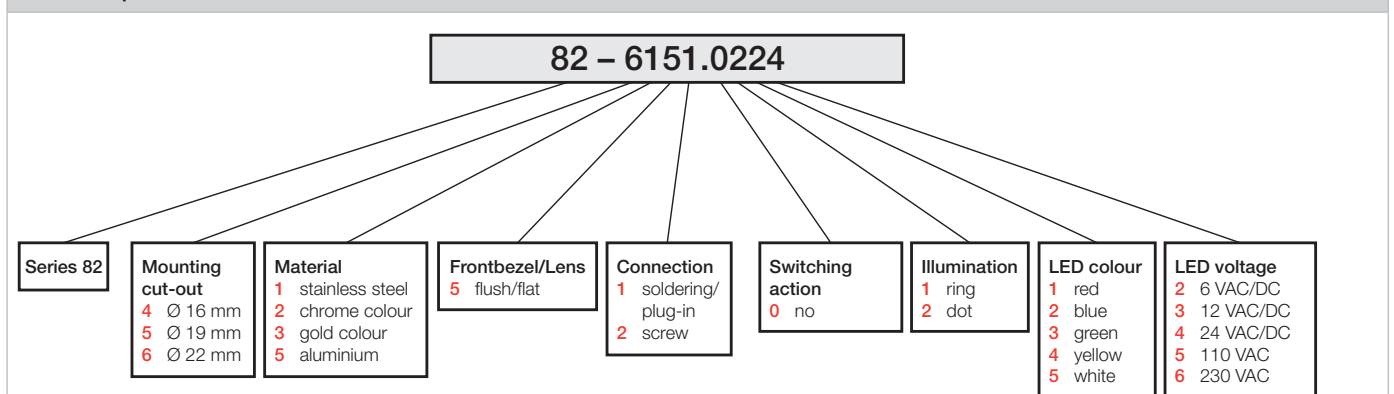 82 – 6151.0224
Series 82
Mounting
cut-out
4 Ø 16 mm
5 Ø 19 mm
6 Ø 22 mm
Material
1 stainless steel
2 chrome colour
3 gold colour
5 aluminium
Frontbezel/Lens
5 flush/flat
Connection
1 soldering/
plug-in
2 screw
Switching
action
0 no
Illumination
1 ring
2 dot
LED colour
1 red
2 blue
3 green
4 yellow
5 white
LED voltage
2 6 VAC/DC
3 12 VAC/DC
4 24 VAC/DC
5 110 VAC
6 230 VAC